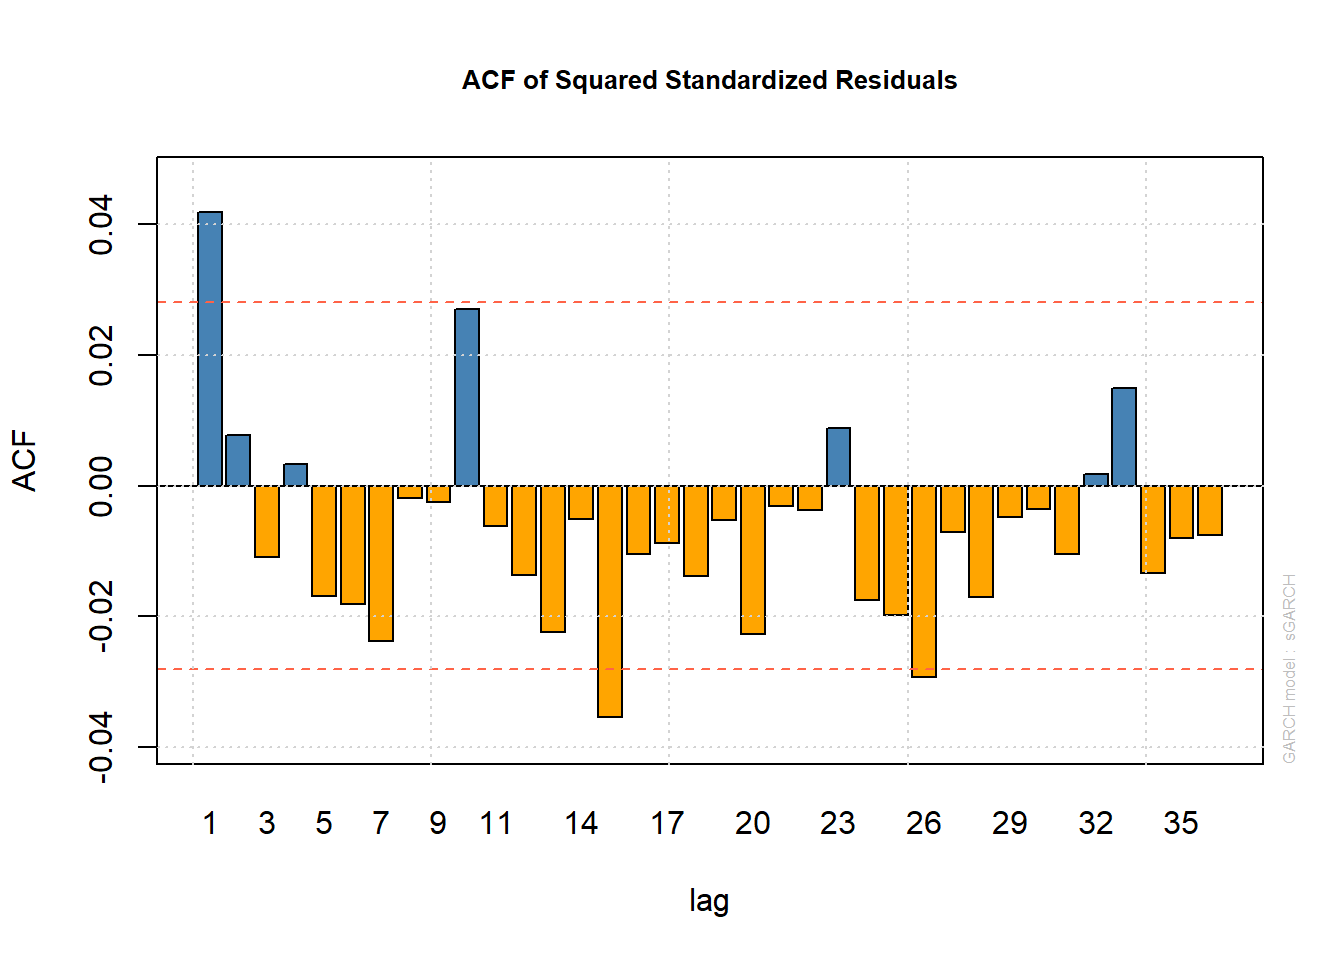 ACF of Squared Standardized Residuals
ACF
0.04
0.02
0.00
-0.02
-0.04
1 3 5 7 9 11 14 17 20 23 26 29 32 35
lag
GARCH model : sGARCH